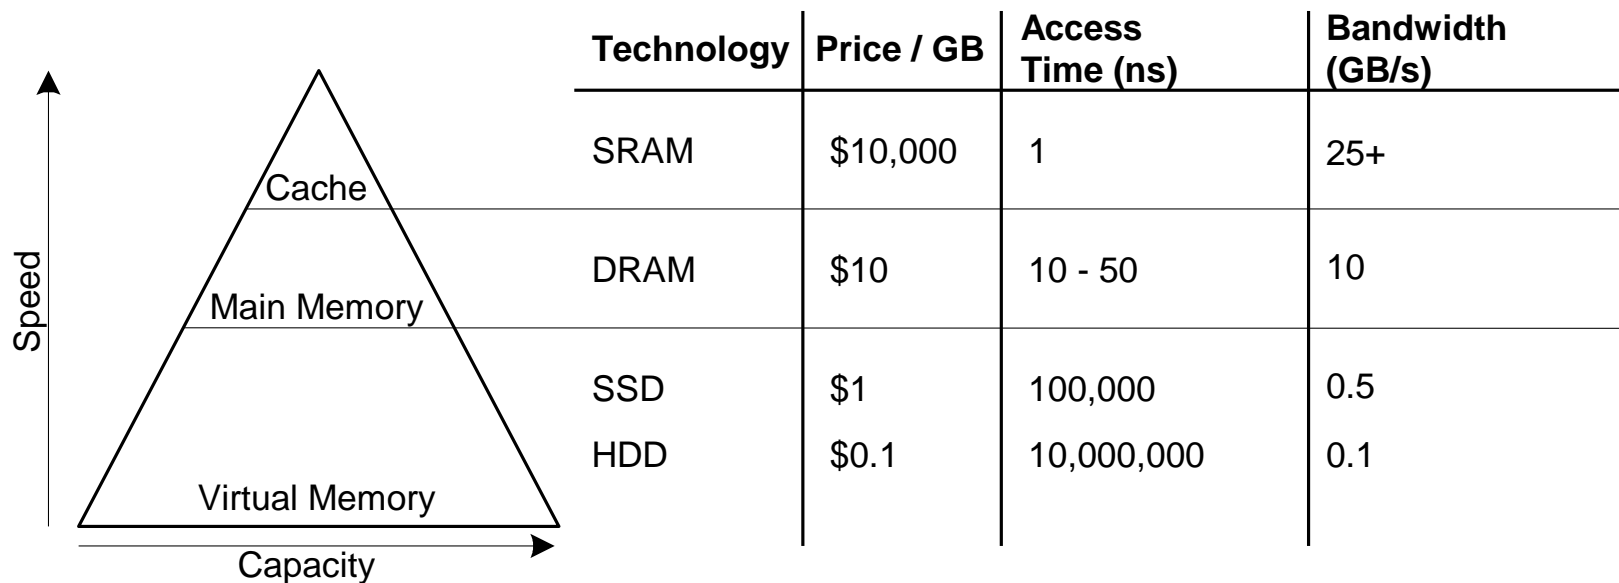 Technology Price / GB Access Time (ns) Bandwidth (GB/s)
SRAM $10,000 1 25+
Cache
DRAM $10 10 - 50 10
Main Memory
SSD $1 100,000 0.5
HDD $0.1 10,000,000 0.1
Virtual Memory
Speed
Capacity